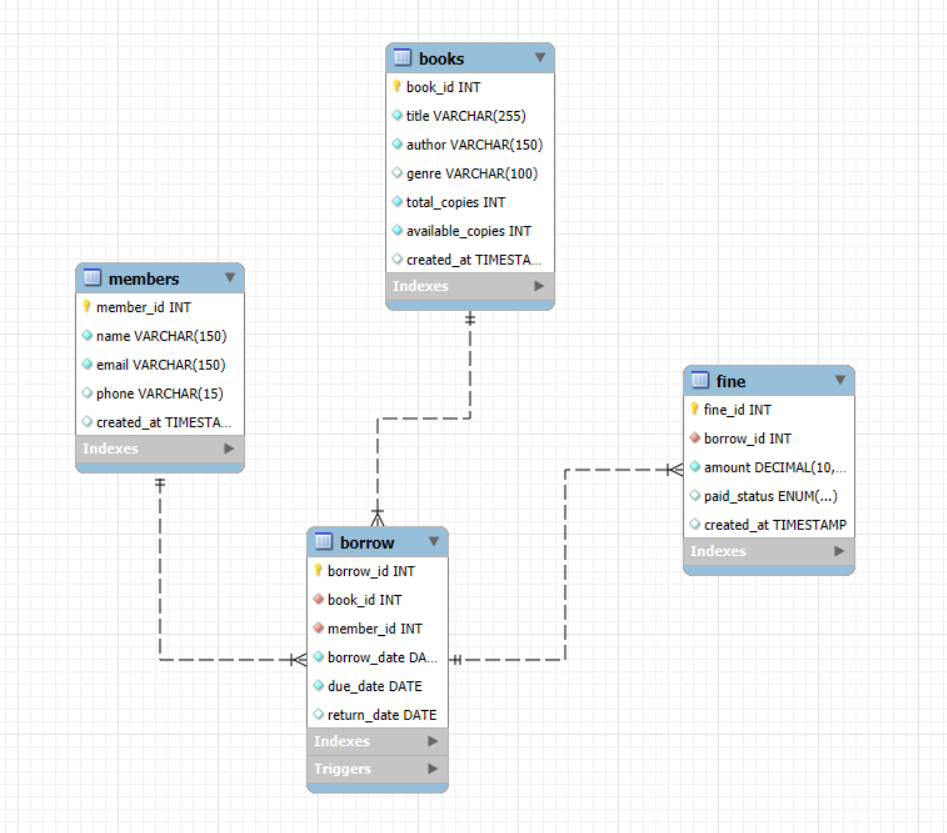 books
book_id INT
title VARCHAR(255)
author VARCHAR(150)
genre VARCHAR(100)
total_copies INT
available_copies INT
created_at TIMESTA...
Indexes
members
member_id INT
name VARCHAR(150)
email VARCHAR(150)
phone VARCHAR(15)
created_at TIMESTA...
Indexes
fine
fine_id INT
borrow_id INT
amount DECIMAL(10,...
paid_status ENUM(...)
created_at TIMESTAMP
Indexes
borrow
borrow_id INT
book_id INT
member_id INT
borrow_date DA...
due_date DATE
return_date DATE
Indexes
Triggers